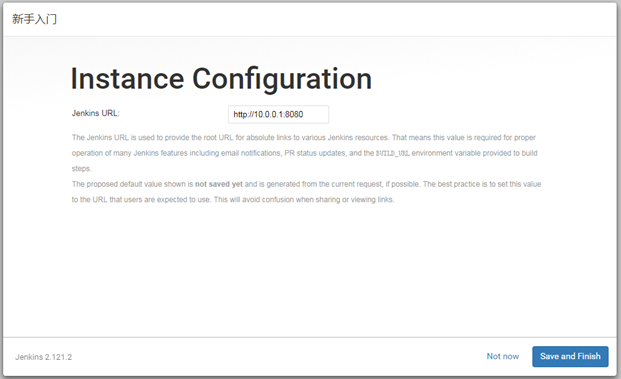 新手入门
Instance Configuration
Jenkins URL: http://10.0.0.1:8080
The Jenkins URL is used to provide the root URL for absolute links to various Jenkins resources. That means this value is required for proper
operation of many Jenkins features including email notifications, PR status updates, and the BUILD_URL environment variable provided to build
steps.
The proposed default value shown is not saved yet and is generated from the current request, if possible. The best practice is to set this value
to the URL that users are expected to use. This will avoid confusion when sharing or viewing links.
Jenkins 2.121.2 Not now Save and Finish